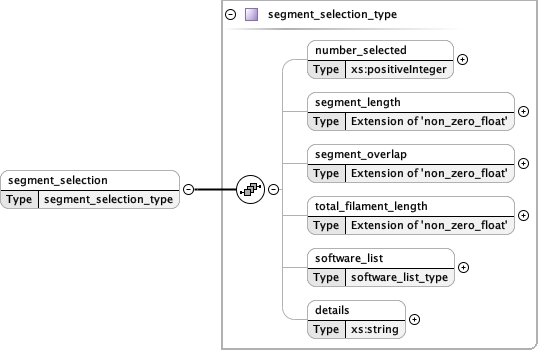 segment_selection_type
number_selected
Type xs:positiveInteger
segment_length
Type Extension of 'non_zero_float'
segment_overlap
Type Extension of 'non_zero_float'
segment_selection
Type segment_selection_type
total_filament_length
Type Extension of 'non_zero_float'
software_list
Type software_list_type
details
Type xs:string